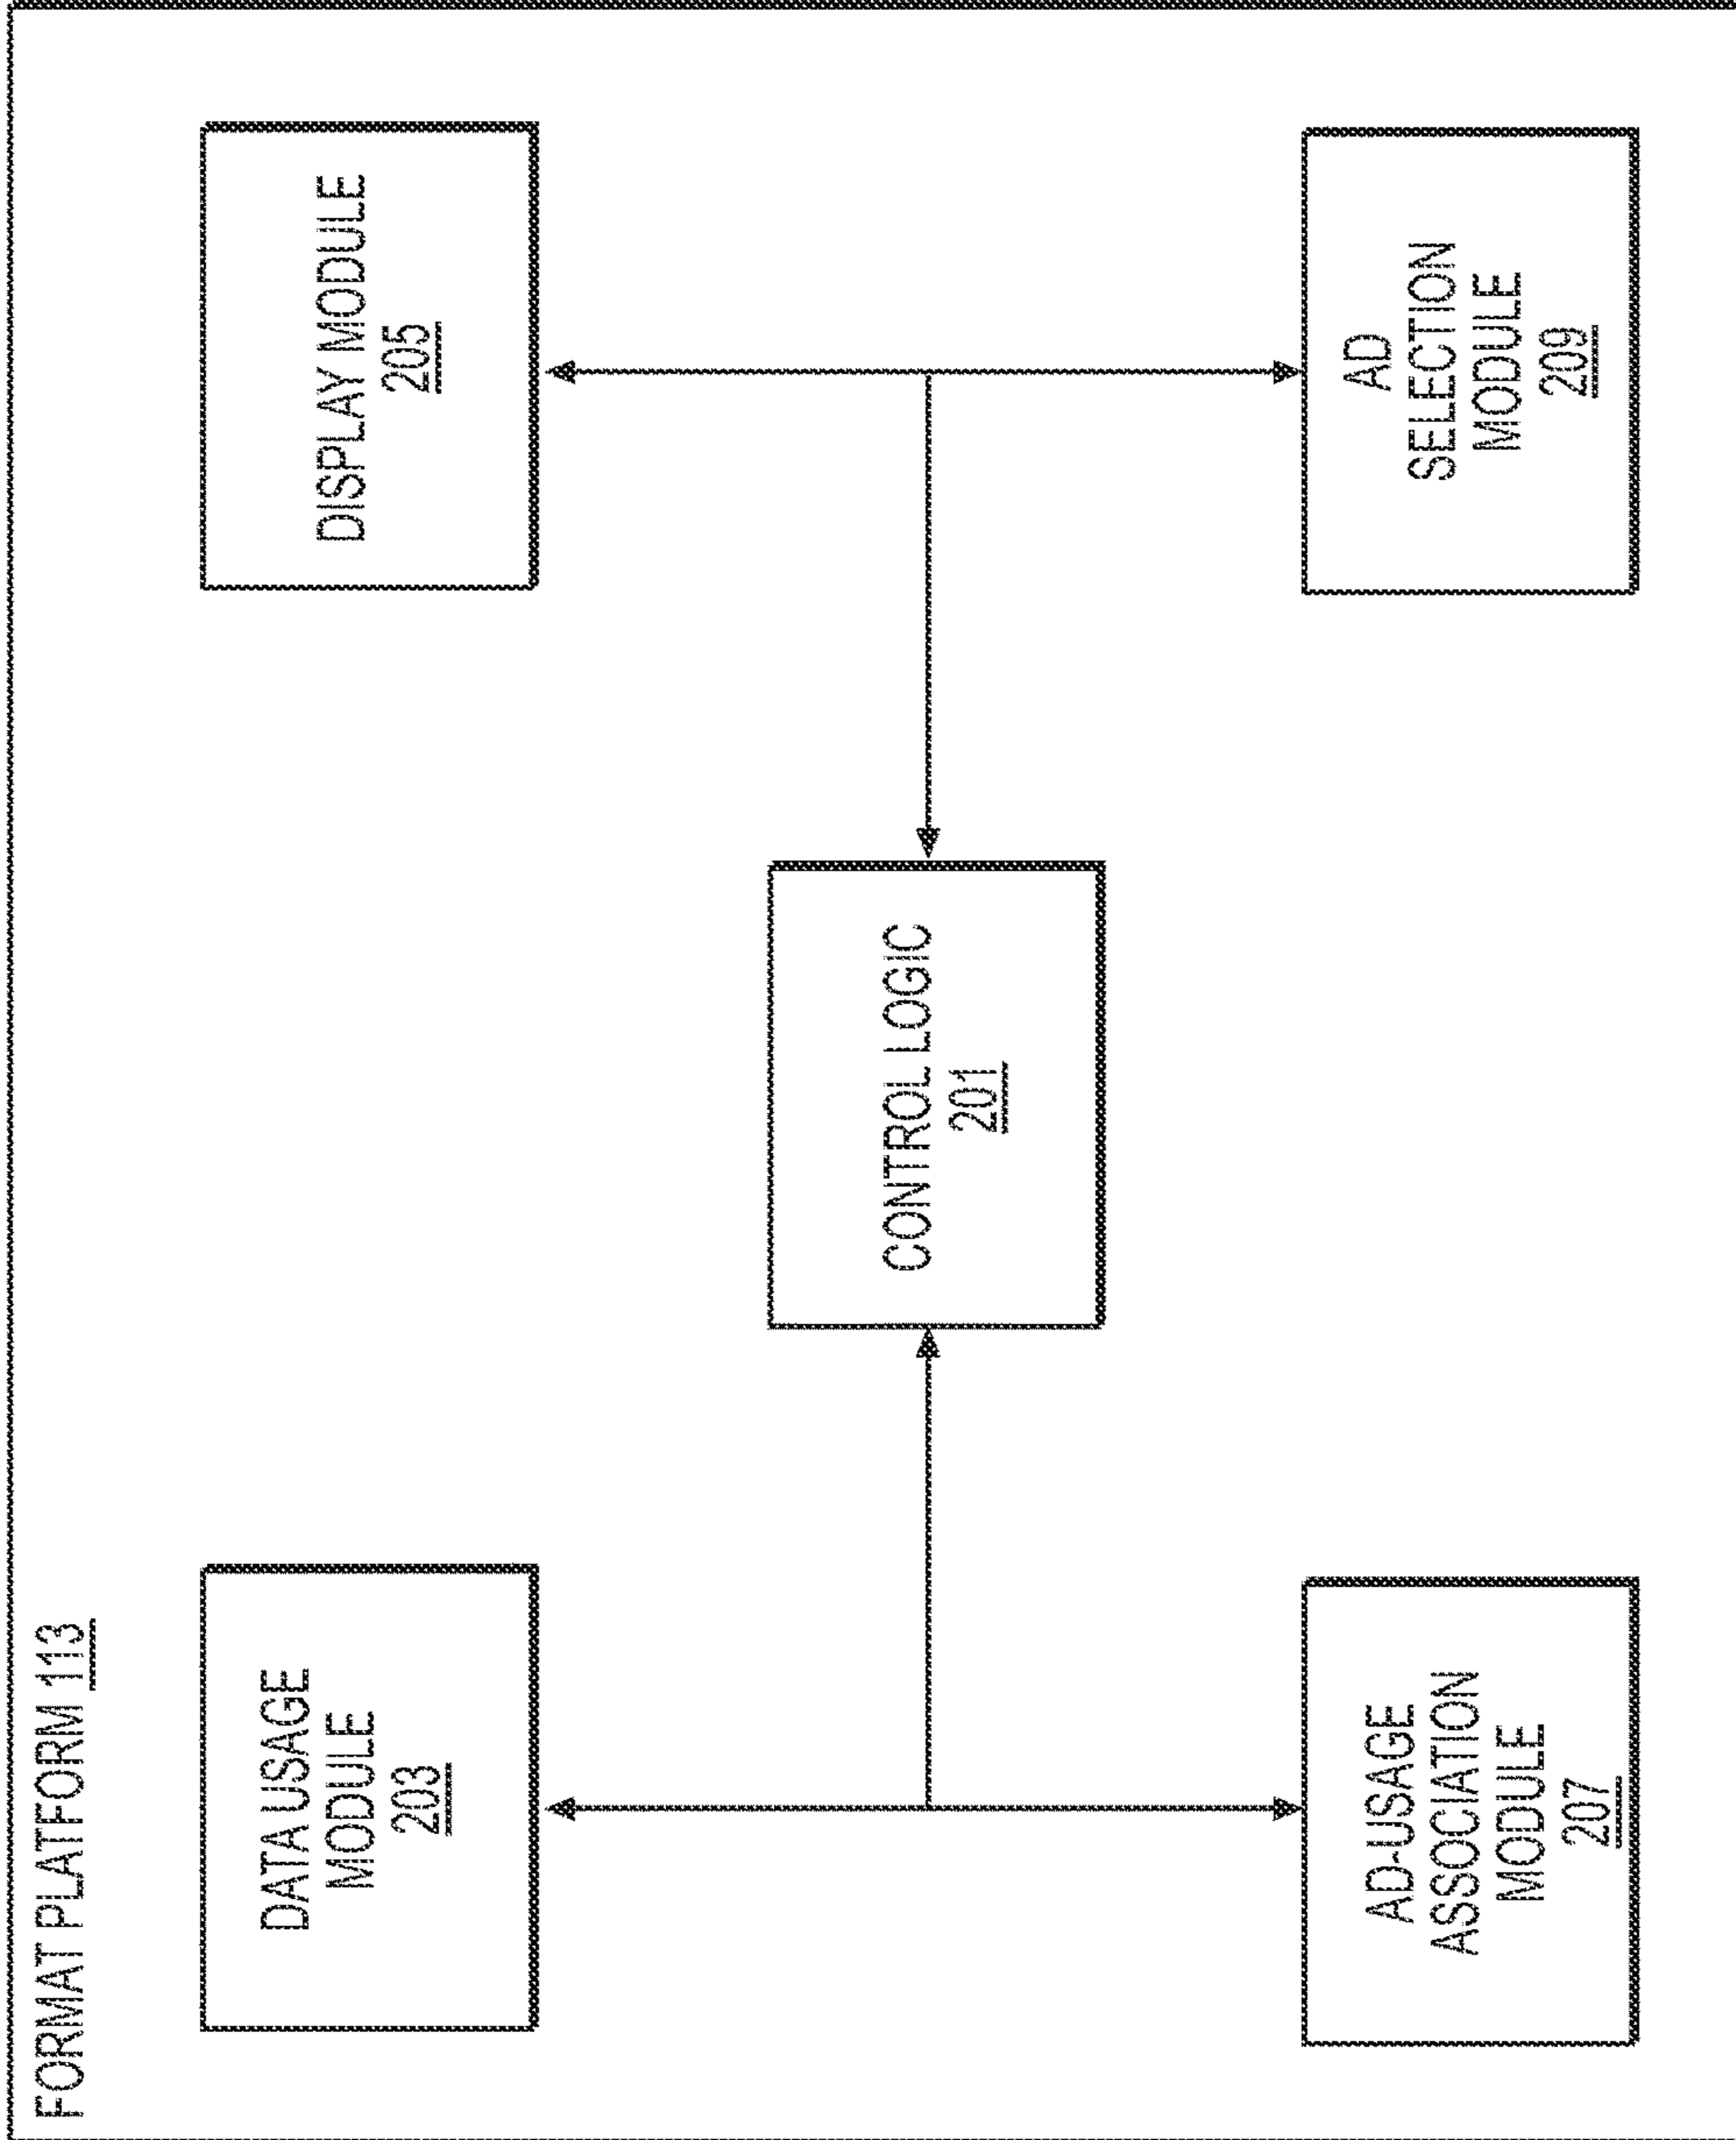 FORMAT PLATFORM 113
DATA USAGE
MODULE
203
DISPLAY MODULE
205
CONTROL LOGIC
201
AD-USAGE
ASSOCIATION
MODULE
207
AD
SELECTION
MODULE
209